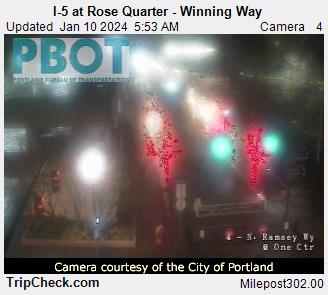 I-5 at Rose Quarter - Winning Way
Updated Jan 10 2024 5:53 AM Camera 4
PBOT
PORTLAND BUREAU OF TRANSPORTATION
4 - N. Ramsey Wy
@ One Ctr
Camera courtesy of the City of Portland
TripCheck.com Milepost302.00